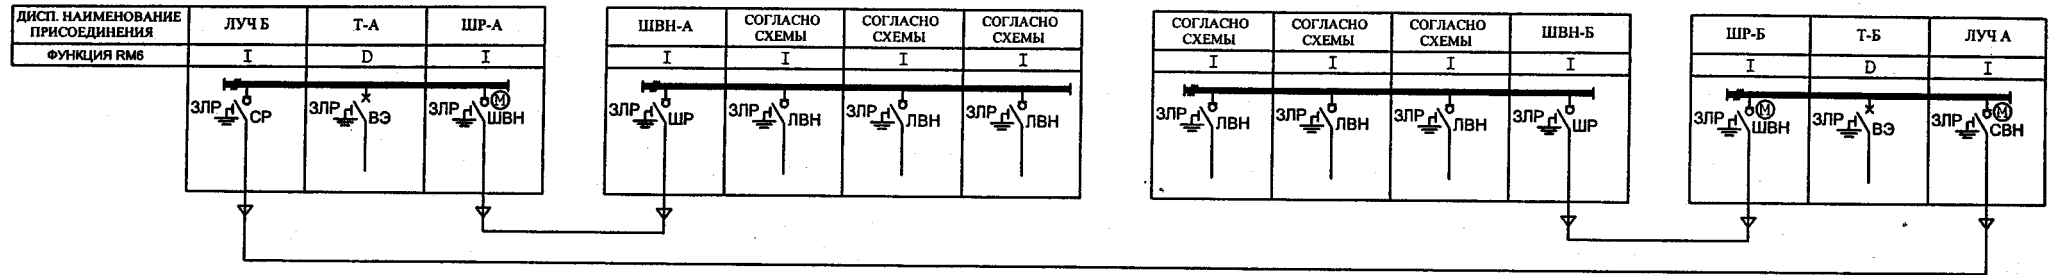 ДИСП. НАИМЕНОВАНИЕ
ПРИСОЕДИНЕНИЯ
ЛУЧ Б
Т-А
ШР-А
ФУНКЦИЯ RM6
I
D
I
ЗЛР
СР
ЗЛР
ВЭ
ЗЛР
М
ШВН
ШВН-А
СОГЛАСНО
СХЕМЫ
СОГЛАСНО
СХЕМЫ
СОГЛАСНО
СХЕМЫ
I
I
I
I
ЗЛР
ШР
ЗЛР
ЛВН
ЗЛР
ЛВН
ЗЛР
ЛВН
СОГЛАСНО
СХЕМЫ
СОГЛАСНО
СХЕМЫ
СОГЛАСНО
СХЕМЫ
ШВН-Б
I
I
I
I
ЗЛР
ЛВН
ЗЛР
ЛВН
ЗЛР
ЛВН
ЗЛР
ШР
ШР-Б
Т-Б
ЛУЧ А
I
D
I
ЗЛР
М
ШВН
ЗЛР
ВЭ
ЗЛР
М
СВН